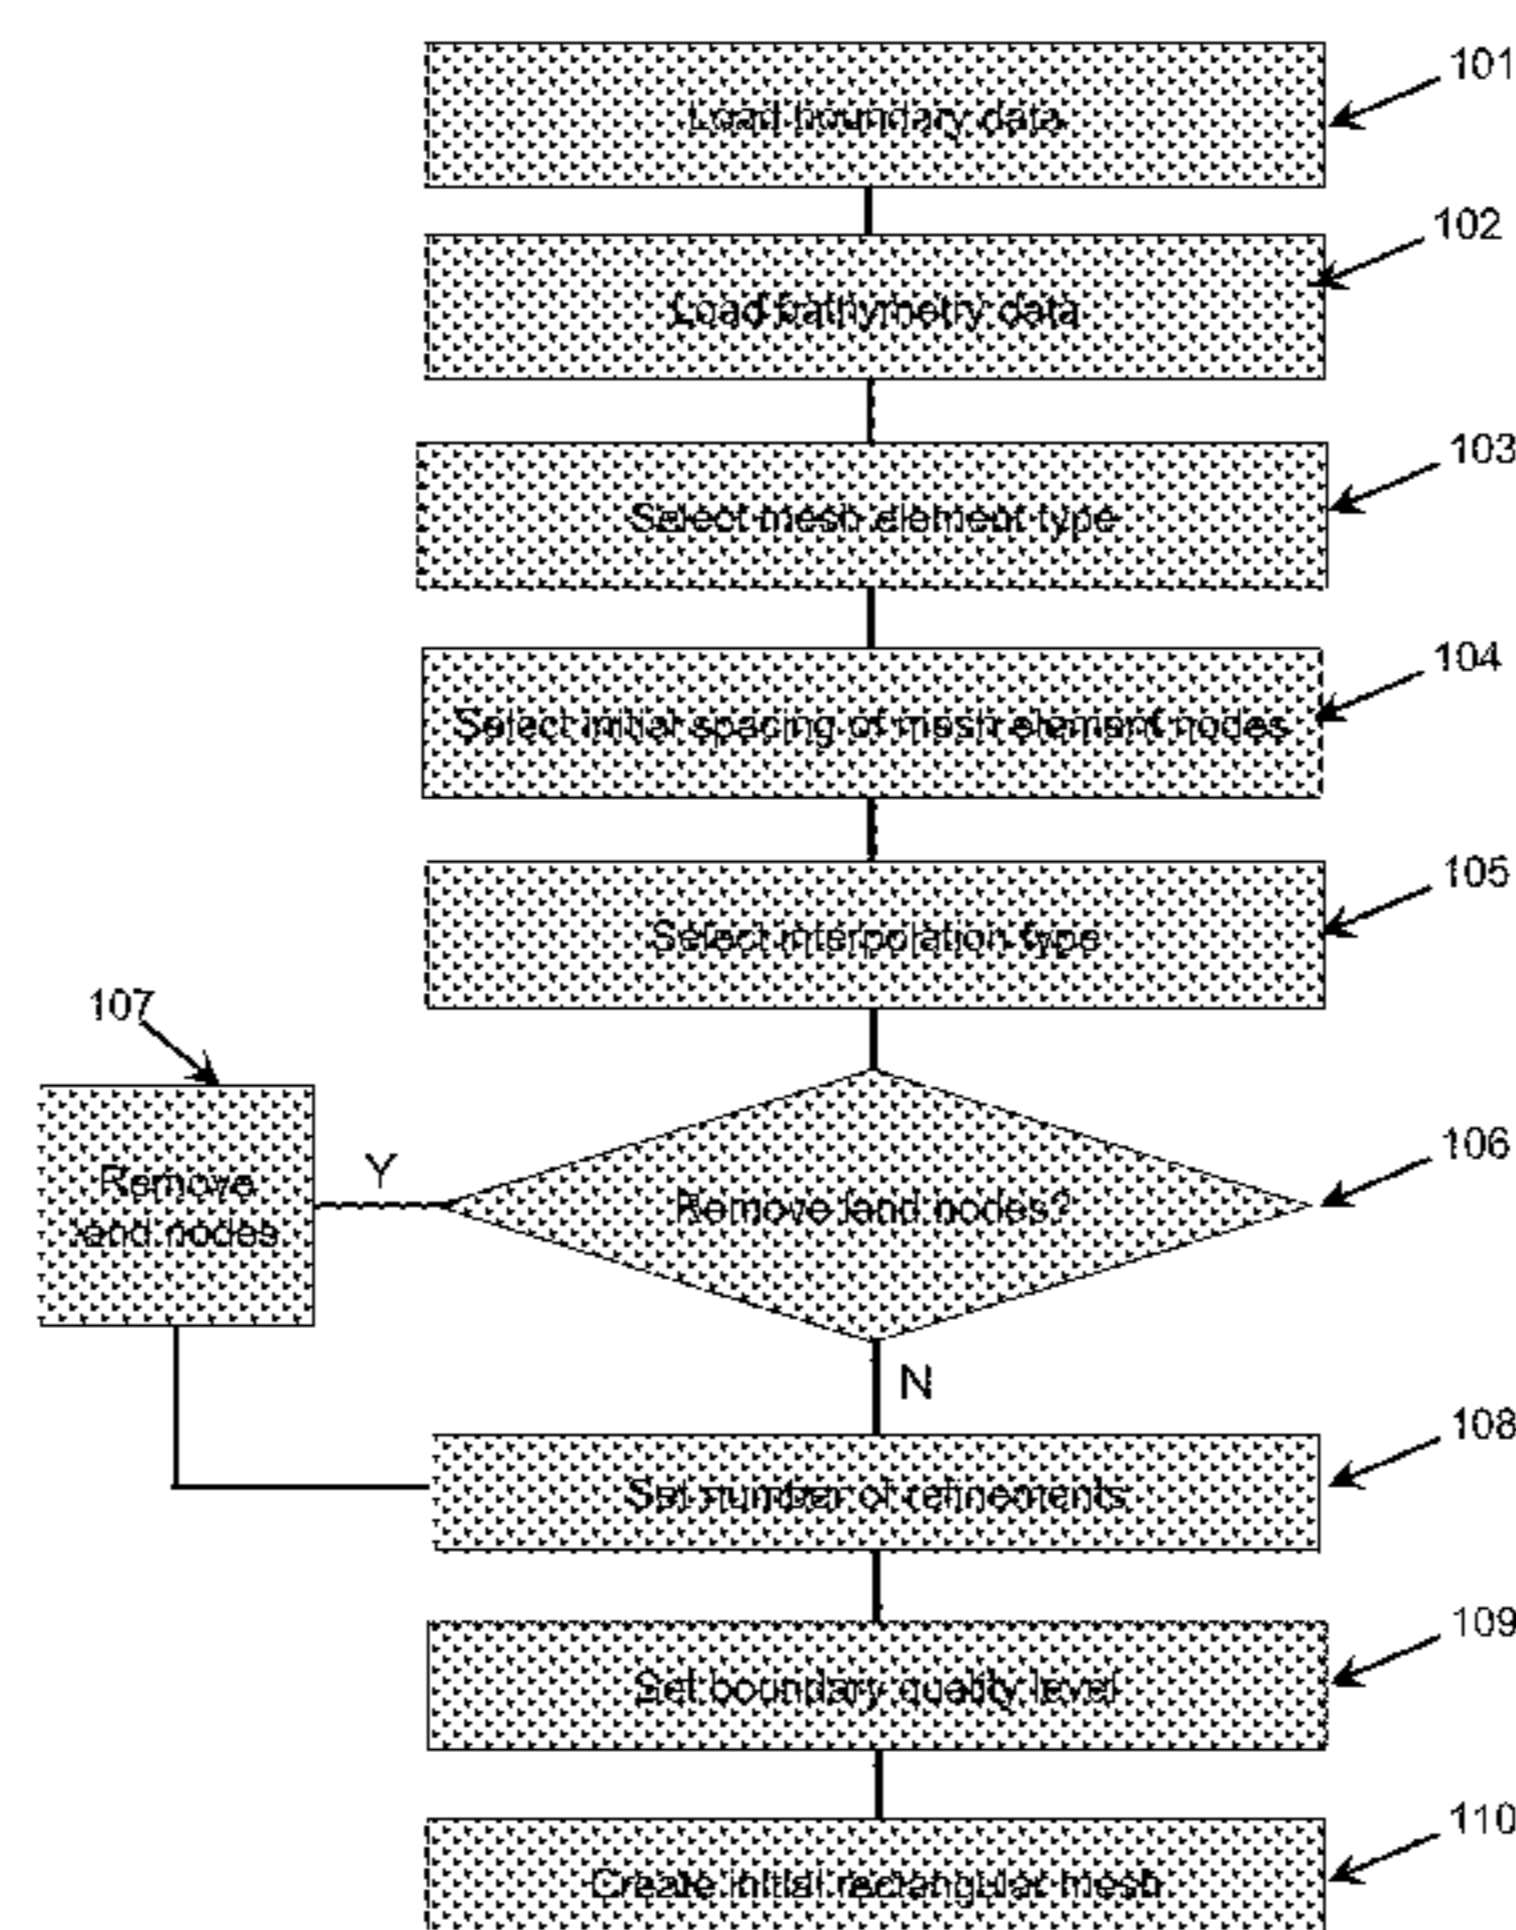 101
Load boundary data
102
Load bathymetry data
103
Select mesh element type
104
Select initial spacing of mesh element nodes
105
Select interpolation type
107
106
Remove
land nodes
Y
Remove land nodes?
N
108
Set number of refinements
109
Set boundary quality level
110
Create initial rectangular mesh